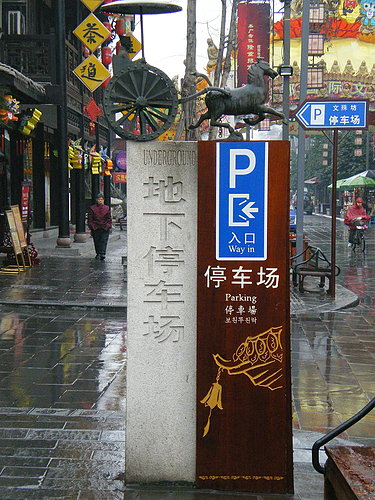 茶
道
P
文殊坊
停车场
UNDERGROUND
地下停车场
P
入口
Way in
停车场
Parking
停車場